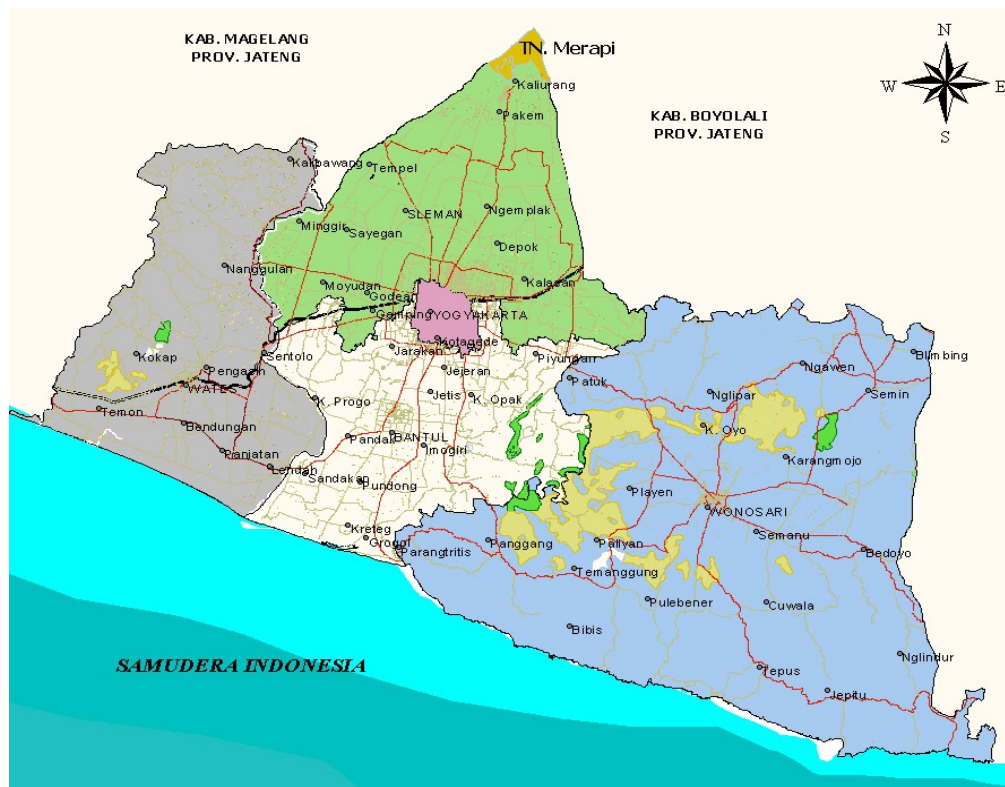 KAB. MAGELANG
PROV. JATENG
TN. Merapi
N
W
E
S
KAB. BOYOLALI
PROV. JATENG
Kaliurang
Pakem
Kalibawang
Tempel
SLEMAN
Ngemplak
Minggir
Sayegan
Depok
Nanggulan
Moyudan
Godean
Kalasan
Gamping
YOGYAKARTA
Kotagede
Kokap
Sentolo
Jarakan
Piyungan
Blimbing
Pengasih
Jejeran
Patuk
Ngawen
WATES
K. Progo
Jetis
K. Opak
Nglipar
Semin
Temon
Bendungan
Pandak
BANTUL
K. Oyo
Panjatan
Imogiri
Karangmojo
Lendah
Sandakan
Pundong
Playen
WONOSARI
Kreteg
Grogol
Parangtritis
Panggang
Paliyan
Semanu
Bedoyo
Temanggung
Pulebener
Cuwala
Bibis
Nglindur
SAMUDERA INDONESIA
Tepus
Jepitu